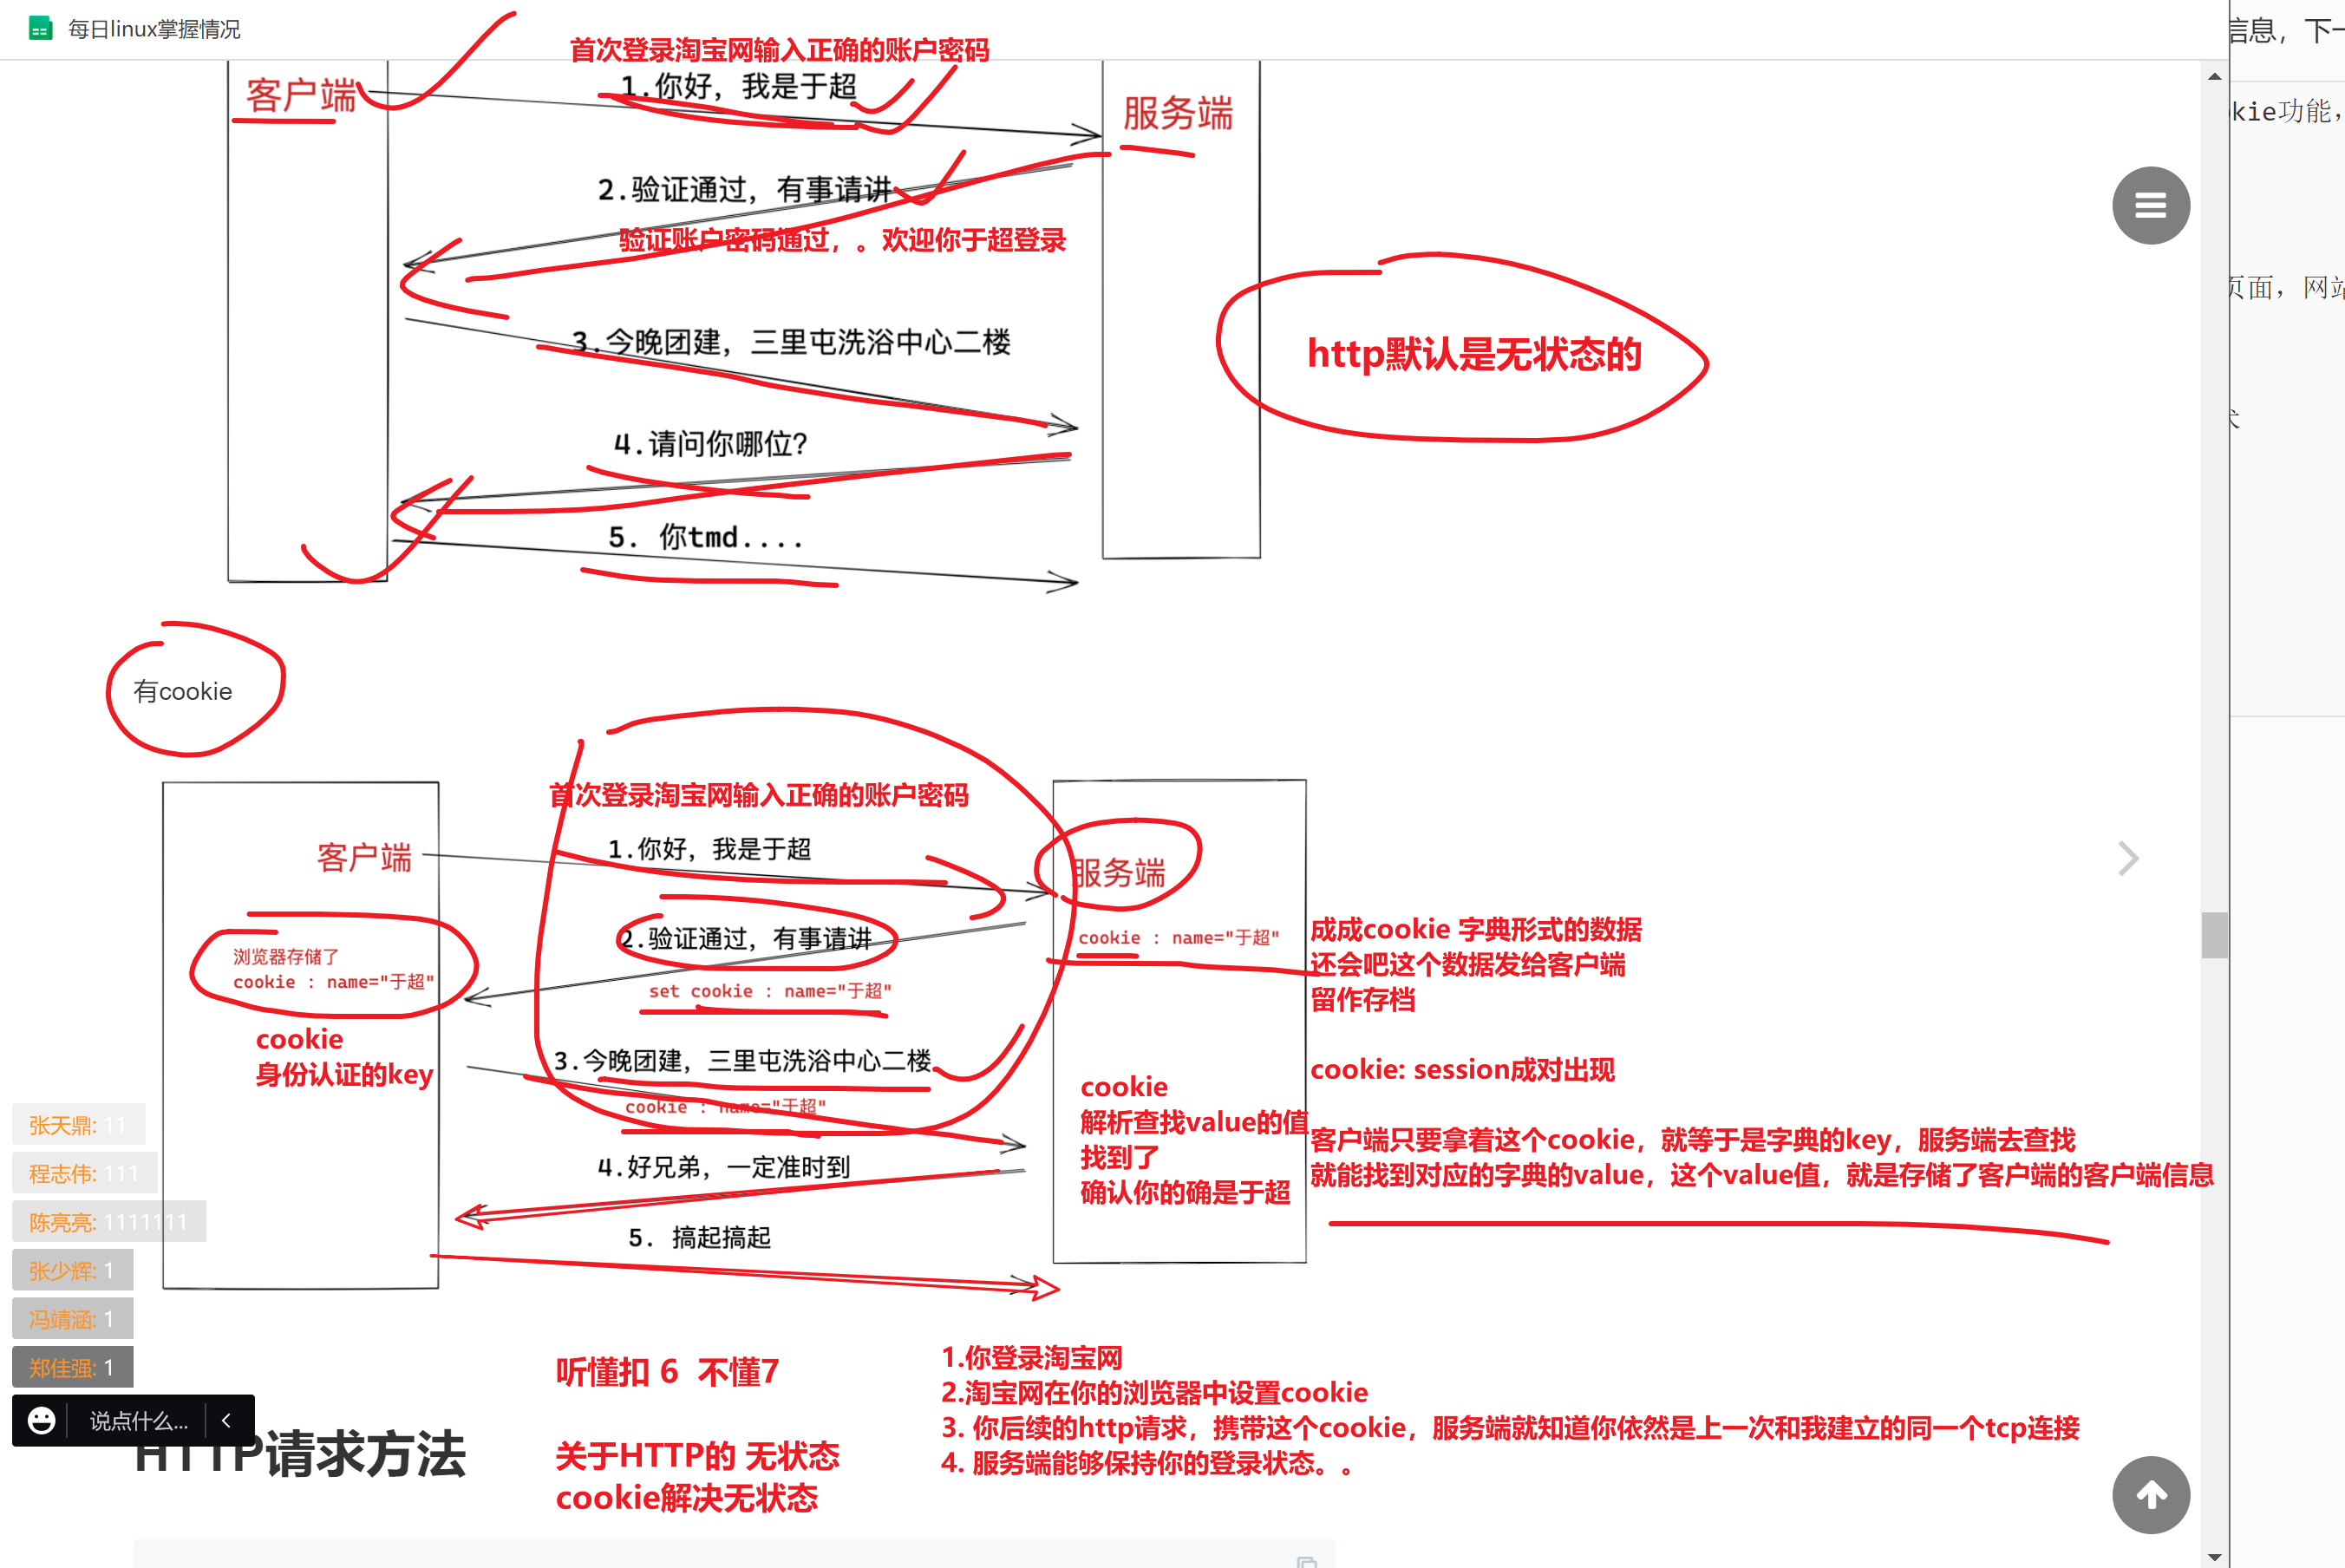 每日linux掌握情况
信息，下一
首次登录淘宝网输入正确的账户密码
客户端
1.你好，我是于超
服务端
kie功能，
2.验证通过，有事请讲
验证账户密码通过，。欢迎你于超登录
页面，网站
3.今晚团建，三里屯洗浴中心二楼
http默认是无状态的
4.请问你哪位?
5. 你tmd....
有cookie
首次登录淘宝网输入正确的账户密码
客户端
1.你好，我是于超
服务端
2.验证通过，有事请讲
cookie : name="于超"
成成cookie 字典形式的数据
还会吧这个数据发给客户端
留作存档
浏览器存储了
cookie : name="于超"
set cookie : name="于超"
cookie
身份认证的key
3.今晚团建，三里屯洗浴中心二楼
cookie: session成对出现
cookie : name="于超"
cookie
解析查找value的值
找到了
确认你的确是于超
客户端只要拿着这个cookie，就等于是字典的key，服务端去查找
就能找到对应的字典的value，这个value值，就是存储了客户端的客户端信息
4.好兄弟，一定准时到
5. 搞起搞起
张天鼎: 11
程志伟: 111
陈亮亮: 1111111
张少辉: 1
冯靖涵: 1
郑佳强: 1
说点什么...
听懂扣 6 不懂7
1.你登录淘宝网
2.淘宝网在你的浏览器中设置cookie
3. 你后续的http请求，携带这个cookie，服务端就知道你依然是上一次和我建立的同一个tcp连接
4. 服务端能够保持你的登录状态。。
HTTP请求方法
关于HTTP的 无状态
cookie解决无状态